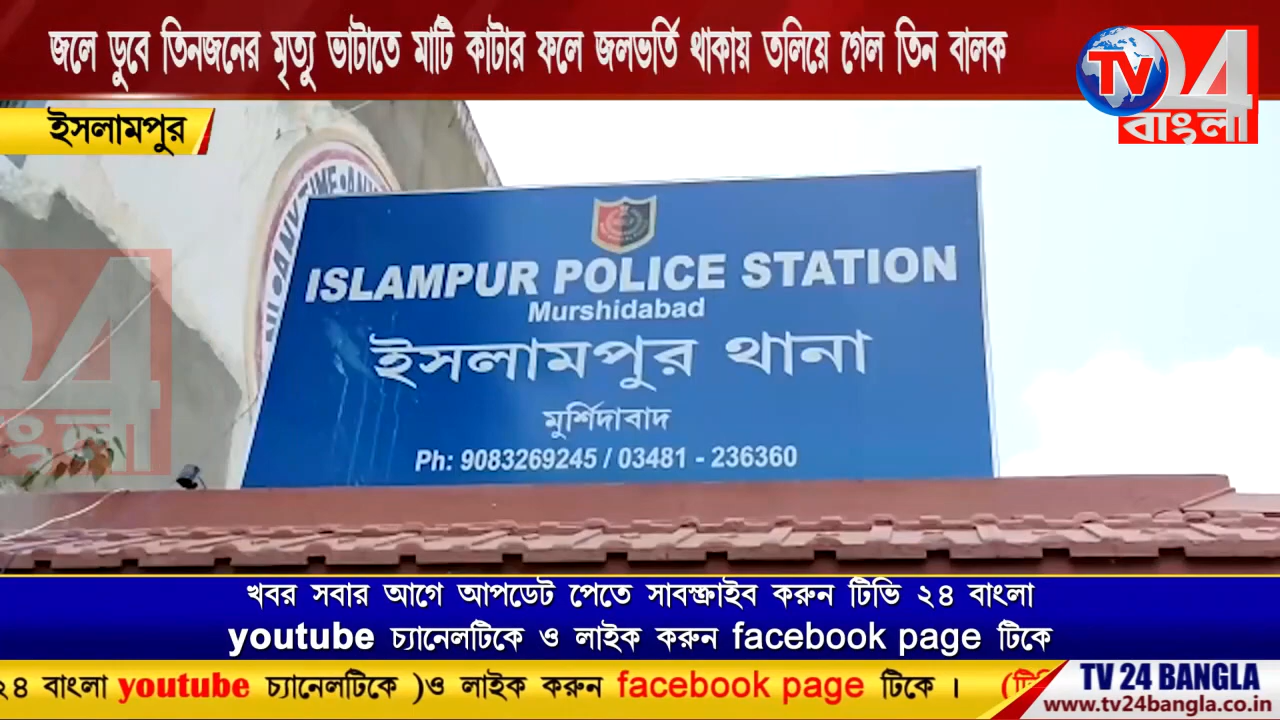 জলে ডুবে তিনজনের মৃত্যু ভাটাতে মাটি কাটার ফলে জলভর্তি থাকায় তলিয়ে গেল তিন বালক
TV 24
বাংলা
ইসলামপুর
ANYTIME
ISLAMPUR POLICE STATION
Murshidabad
ইসলামপুর থানা
মুর্শিদাবাদ
Ph: 9083269245 / 03481 - 236360
24
বাংলা
খবর সবার আগে আপডেট পেতে সাবস্ক্রাইব করুন টিভি ২৪ বাংলা
youtube চ্যানেলটিকে ও লাইক করুন facebook page টিকে
২৪ বাংলা youtube চ্যানেলটিকে )ও লাইক করুন facebook page টিকে ।
TV 24 BANGLA
www.tv24bangla.co.in